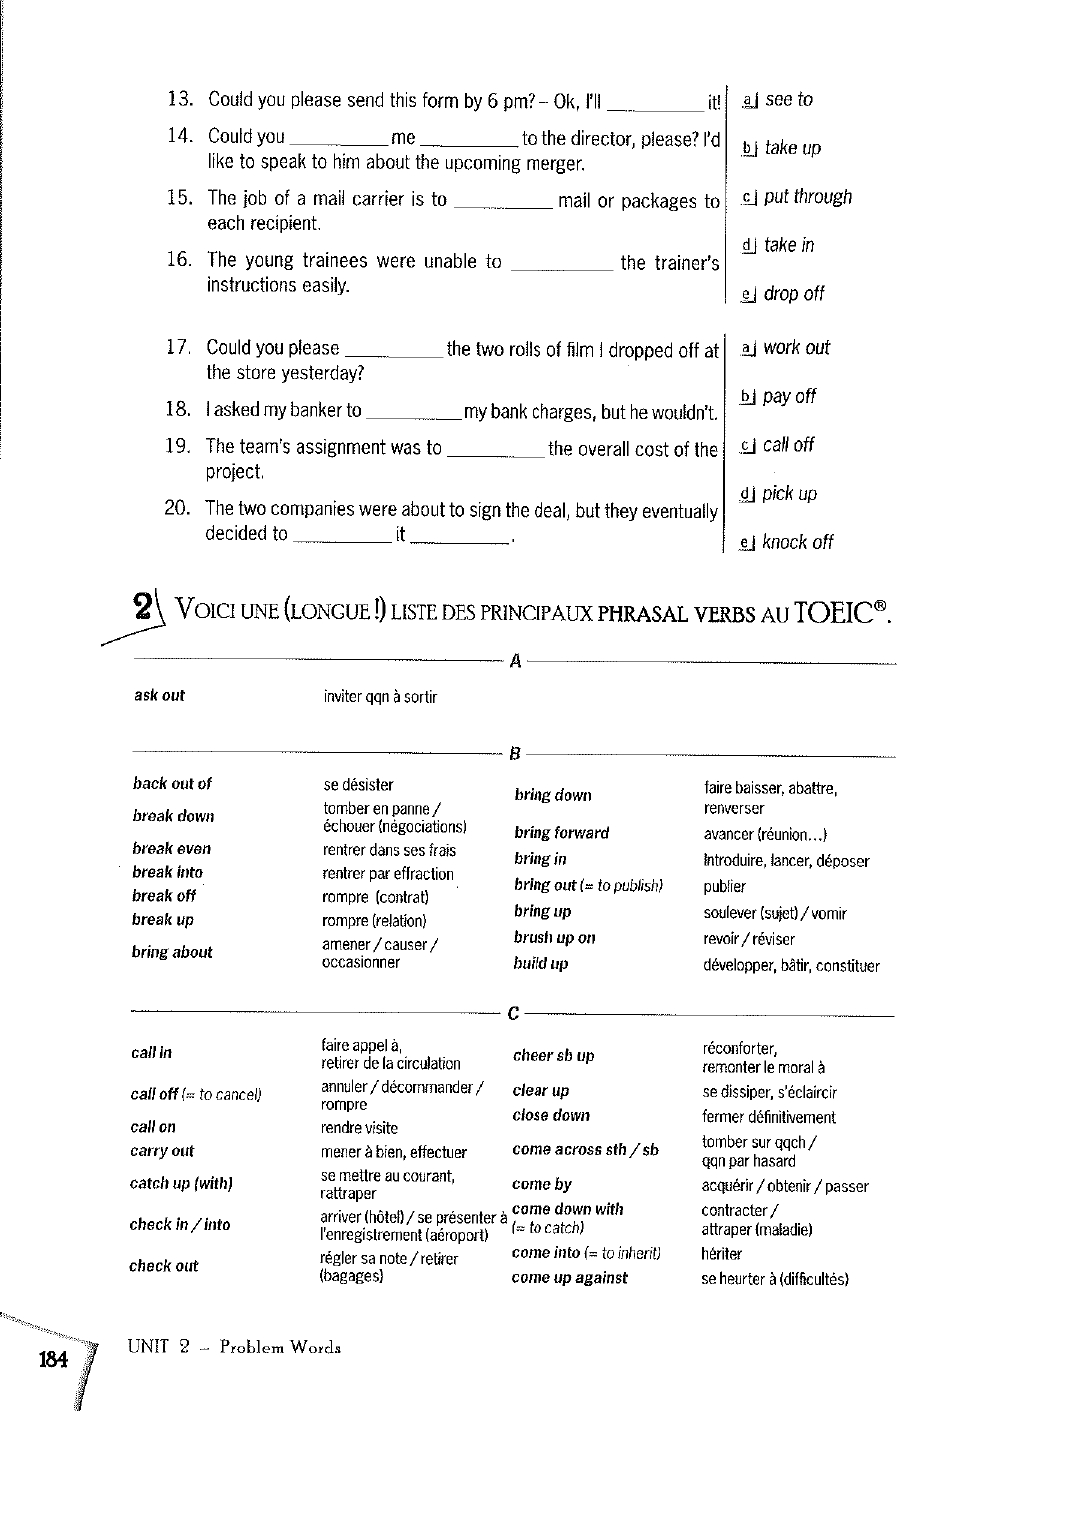 13. Could you please send this form by 6 pm? – Ok, I'll __________ it!
14. Could you __________ me __________ to the director, please? I'd
like to speak to him about the upcoming merger.
15. The job of a mail carrier is to __________ mail or packages to
each recipient.
16. The young trainees were unable to __________ the trainer's
instructions easily.
a) see to
b) take up
c) put through
d) take in
e) drop off
17. Could you please __________ the two rolls of film I dropped off at
the store yesterday?
18. I asked my banker to __________ my bank charges, but he wouldn't.
19. The team's assignment was to __________ the overall cost of the
project.
20. The two companies were about to sign the deal, but they eventually
decided to __________ it __________.
a) work out
b) pay off
c) call off
d) pick up
e) knock off
2 VOICI UNE (LONGUE !) LISTE DES PRINCIPAUX PHRASAL VERBS AU TOEIC®.
A
ask out inviter qqn à sortir
B
back out of se désister
break down tomber en panne /
échouer (négociations)
break even rentrer dans ses frais
break into rentrer par effraction
break off rompre (contrat)
break up rompre (relation)
bring about amener / causer /
occasionner
bring down faire baisser, abattre,
renverser
bring forward avancer (réunion...)
bring in Introduire, lancer, déposer
bring out (= to publish) publier
bring up soulever (sujet) / vomir
brush up on revoir / réviser
build up développer, bâtir, constituer
C
call in faire appel à,
retirer de la circulation
call off (= to cancel) annuler / décommander /
rompre
call on rendre visite
carry out mener à bien, effectuer
catch up (with) se mettre au courant,
rattraper
check in / into arriver (hôtel) / se présenter à
l'enregistrement (aéroport)
check out régler sa note / retirer
(bagages)
cheer sb up réconforter,
remonter le moral à
clear up se dissiper, s'éclaircir
close down fermer définitivement
come across sth / sb tomber sur qqch /
qqn par hasard
come by acquérir / obtenir / passer
come down with contracter /
(= to catch) attraper (maladie)
come into (= to inherit) hériter
come up against se heurter à (difficultés)
184 UNIT 2 – Problem Words